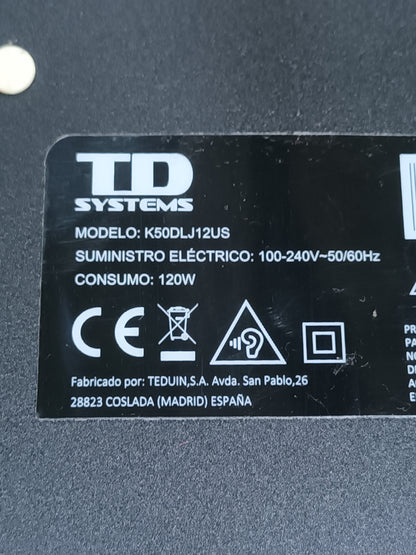 TD
SYSTEMS
MODELO: K50DLJ12US
SUMINISTRO ELÉCTRICO: 100-240V~50/60Hz
CONSUMO: 120W
CE
Fabricado por: TEDUIN,S.A. Avda. San Pablo,26
28823 COSLADA (MADRID) ESPAÑA